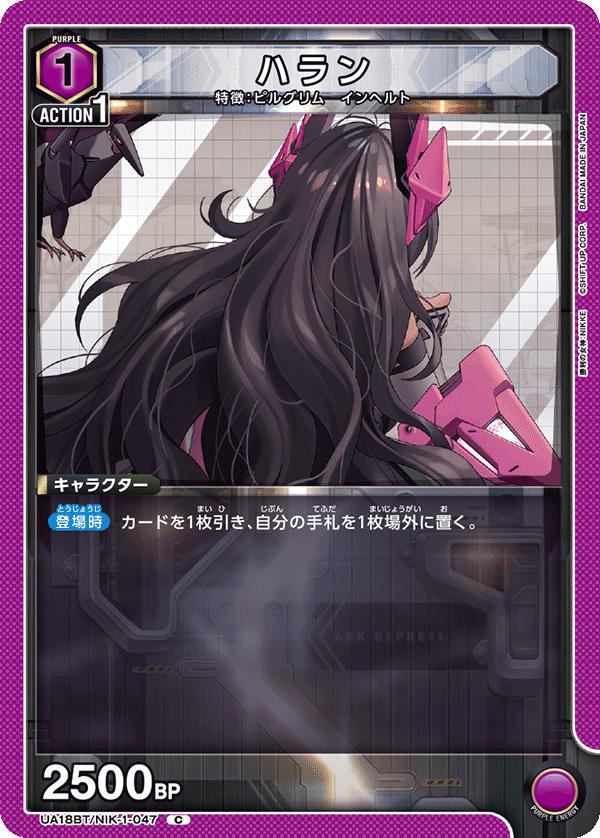 PURPLE
1
ハラン
特徴:ピルグリム　インヘルト
ACTION 1
勝利の女神:NIKKE ©SHIFT UP CORP. BANDAI MADE IN JAPAN
キャラクター
とうじょうじ まい ひ じぶん てふだ まいじょうがい お
登場時 カードを1枚引き、自分の手札を1枚場外に置く。
ARK EXPRESS
2500BP
UA18BT/NIK-1-047 C
PURPLE ENERGY